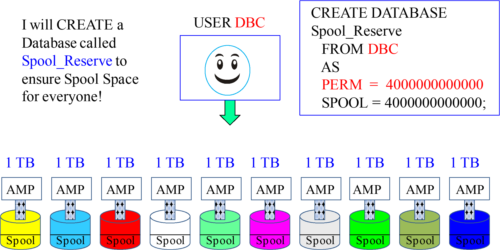 I will CREATE a
Database called
Spool_Reserve to
ensure Spool Space
for everyone!
USER DBC
CREATE DATABASE
Spool_Reserve
FROM DBC
AS
PERM = 4000000000000
SPOOL = 4000000000000;
1 TB 1 TB 1 TB 1 TB 1 TB 1 TB 1 TB 1 TB 1 TB 1 TB
AMP AMP AMP AMP AMP AMP AMP AMP AMP AMP
Spool Spool Spool Spool Spool Spool Spool Spool Spool Spool